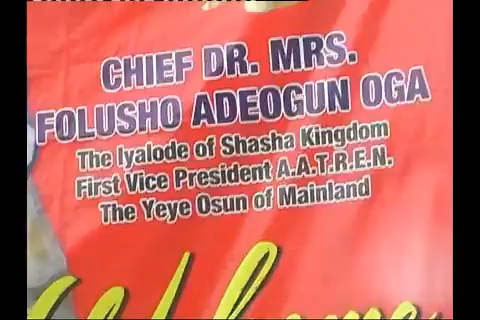 CHIEF DR. MRS.
FOLUSHO ADEOGUN OGA
The Iyalode of Shasha Kingdom
First Vice President A.A.T.R.E.N.
The Yeye Osun of Mainland